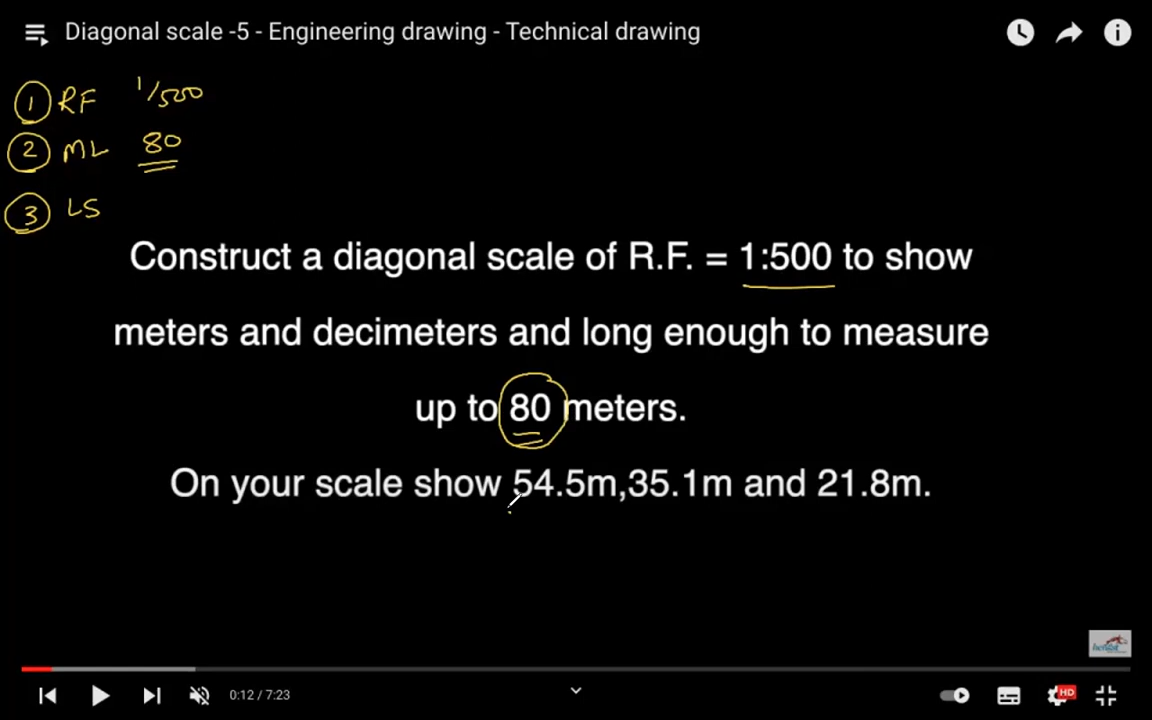 Diagonal scale -5 - Engineering drawing - Technical drawing
1 RF 1/500
2 ML 80
3 LS
Construct a diagonal scale of R.F. = 1:500 to show
meters and decimeters and long enough to measure
up to 80 meters.
On your scale show 54.5m,35.1m and 21.8m.
0:12 / 7:23
HD